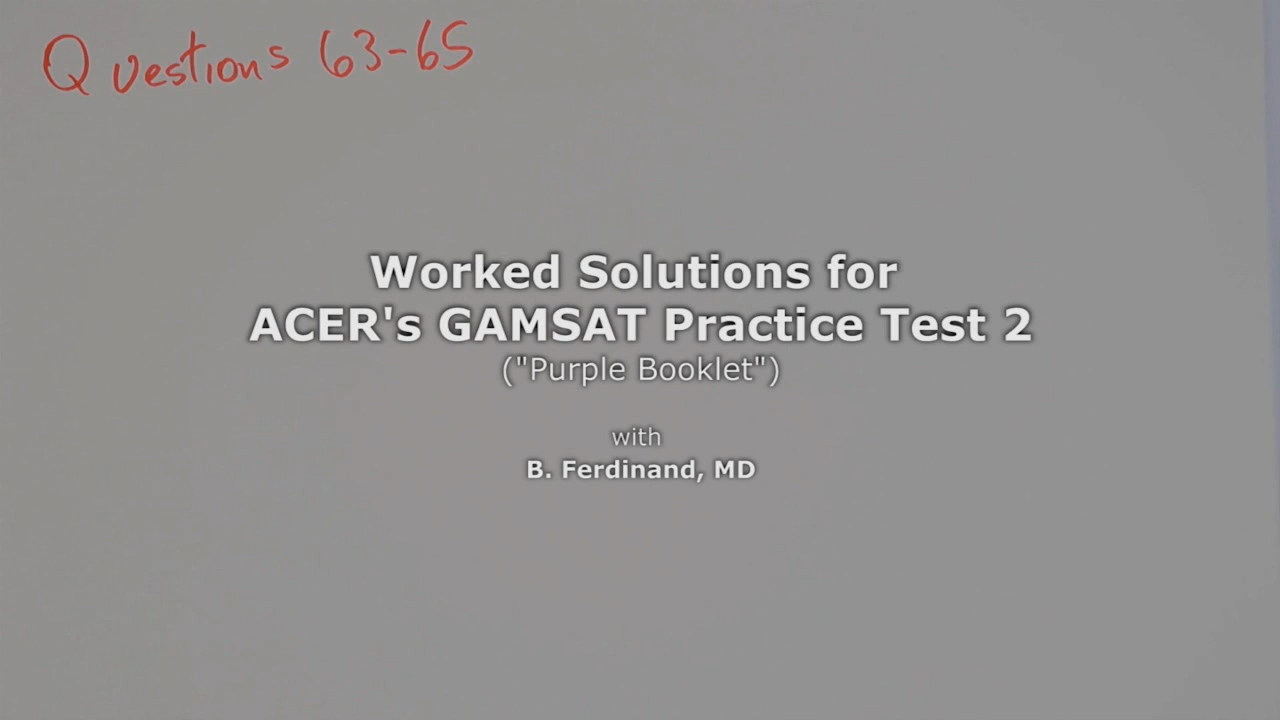 Questions 63-65
Worked Solutions for
ACER's GAMSAT Practice Test 2
("Purple Booklet")
with
B. Ferdinand, MD